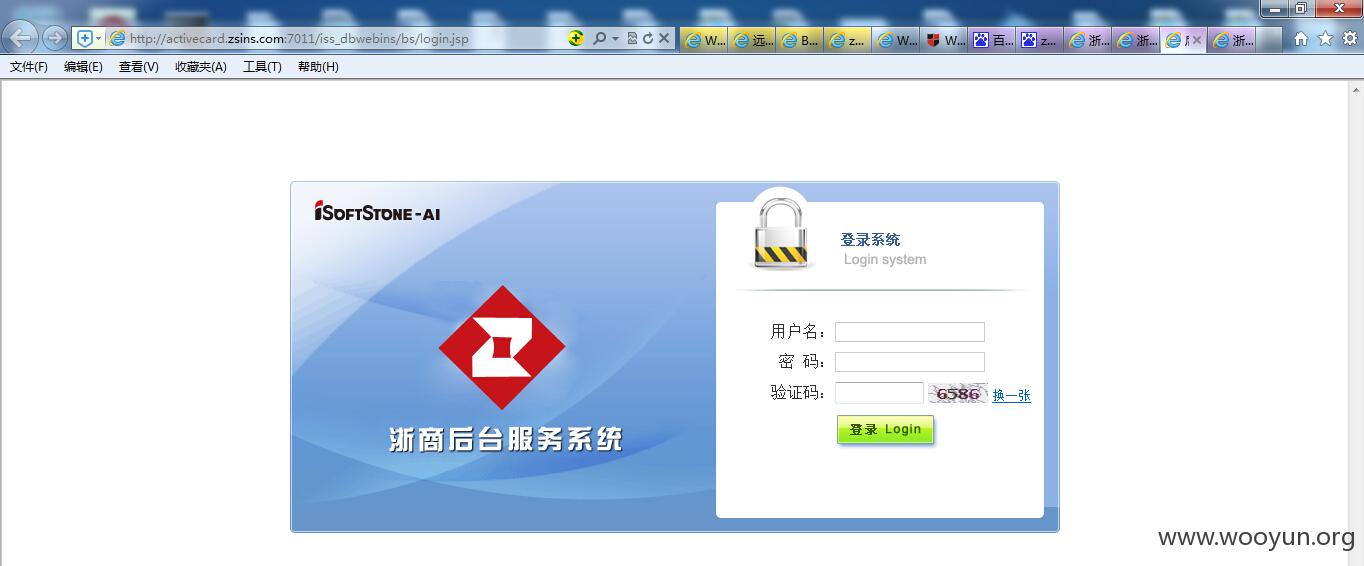 http://activecard.zsins.com:7011/iss_dbwebins/bs/login.jsp
W...
远...
B...
z...
W...
W...
百...
z...
浙...
浙...
浙...
文件(F) 编辑(E) 查看(V) 收藏夹(A) 工具(T) 帮助(H)
iSOFTSTONE-AI
登录系统
Login system
浙商后台服务系统
用户名:
密 码:
验证码: 6586 换一张
登录 Login
www.wooyun.org